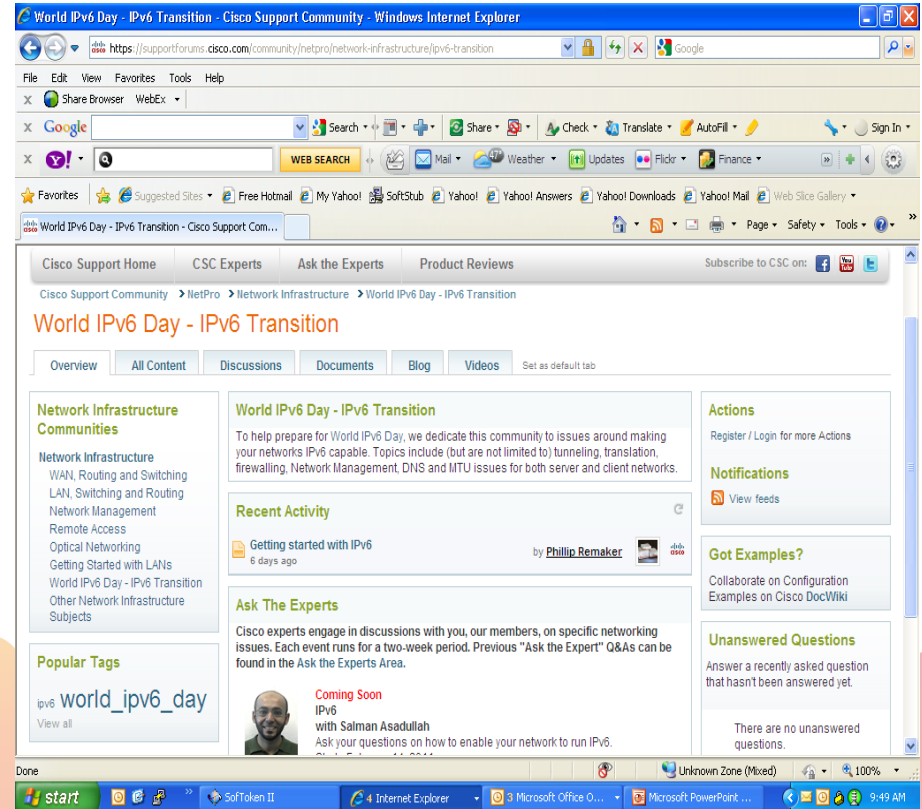 World IPv6 Day - IPv6 Transition - Cisco Support Community - Windows Internet Explorer
https://supportforums.cisco.com/community/netpro/network-infrastructure/ipv6-transition
Google
File Edit View Favorites Tools Help
x Share Browser WebEx
x Google Search Share Check Translate AutoFill Sign In
x Y! WEB SEARCH Mail Weather Updates Flickr Finance
Favorites Suggested Sites Free Hotmail My Yahoo! SoftStub Yahoo! Yahoo! Answers Yahoo! Downloads Yahoo! Mail Web Slice Gallery
World IPv6 Day - IPv6 Transition - Cisco Support Com... Page Safety Tools
Cisco Support Home CSC Experts Ask the Experts Product Reviews Subscribe to CSC on:
Cisco Support Community > NetPro > Network Infrastructure > World IPv6 Day - IPv6 Transition
World IPv6 Day - IPv6 Transition
Overview All Content Discussions Documents Blog Videos Set as default tab
Network Infrastructure
Communities
Network Infrastructure
WAN, Routing and Switching
LAN, Switching and Routing
Network Management
Remote Access
Optical Networking
Getting Started with LANs
World IPv6 Day - IPv6 Transition
Other Network Infrastructure
Subjects
Popular Tags
ipv6 world_ipv6_day
View all
World IPv6 Day - IPv6 Transition
To help prepare for World IPv6 Day, we dedicate this community to issues around making
your networks IPv6 capable. Topics include (but are not limited to) tunneling, translation,
firewalling, Network Management, DNS and MTU issues for both server and client networks.
Recent Activity
Getting started with IPv6
6 days ago
by Phillip Remaker
Ask The Experts
Cisco experts engage in discussions with you, our members, on specific networking
issues. Each event runs for a two-week period. Previous "Ask the Expert" Q&As can be
found in the Ask the Experts Area.
Coming Soon
IPv6
with Salman Asadullah
Ask your questions on how to enable your network to run IPv6.
Actions
Register / Login for more Actions
Notifications
View feeds
Got Examples?
Collaborate on Configuration
Examples on Cisco DocWiki
Unanswered Questions
Answer a recently asked question
that hasn't been answered yet.
There are no unanswered
questions.
Done Unknown Zone (Mixed) 100%
start SofToken II 4 Internet Explorer 3 Microsoft Office O... Microsoft PowerPoint ... 9:49 AM